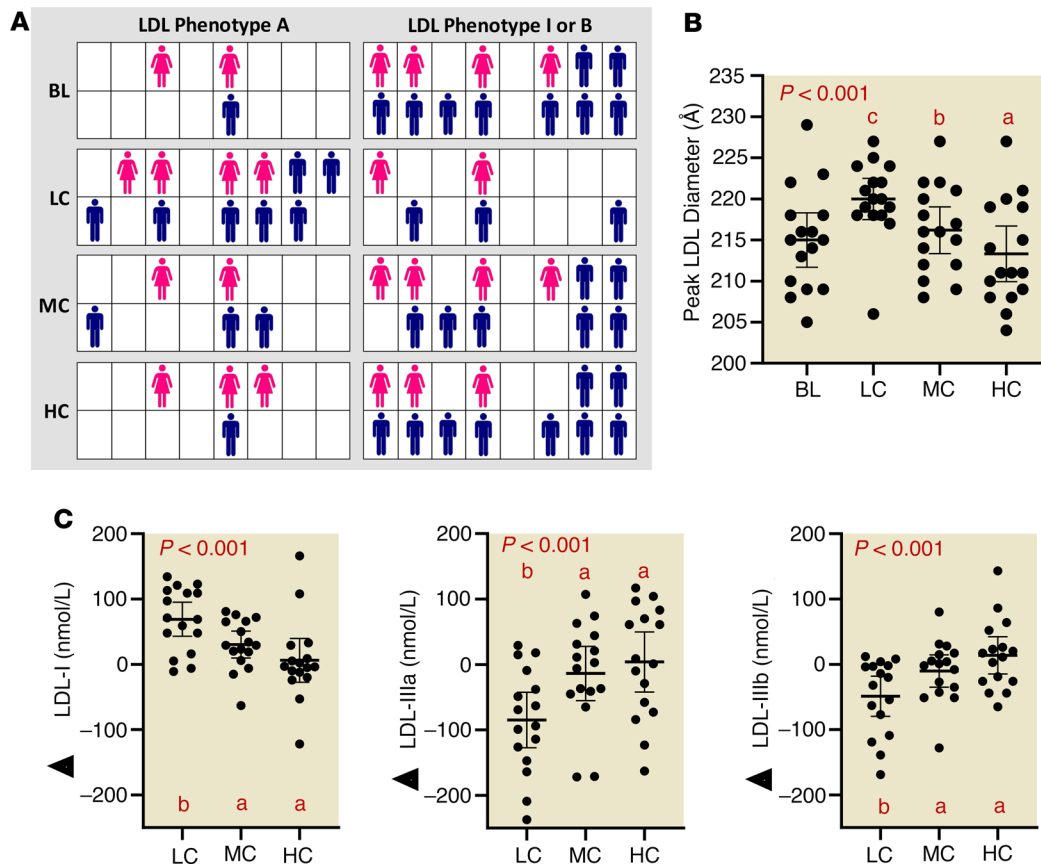 A
LDL Phenotype A
LDL Phenotype I or B
BL
LC
MC
HC
B
P < 0.001
c
b
a
Peak LDL Diameter (Å)
235
230
225
220
215
210
205
200
BL
LC
MC
HC
C
LDL-I (nmol/L)
200
100
0
−100
−200
P < 0.001
b
a
a
LC
MC
HC
LDL-IIIa (nmol/L)
200
100
0
−100
−200
P < 0.001
b
a
a
LC
MC
HC
LDL-IIIb (nmol/L)
200
100
0
−100
−200
P < 0.001
b
a
a
LC
MC
HC